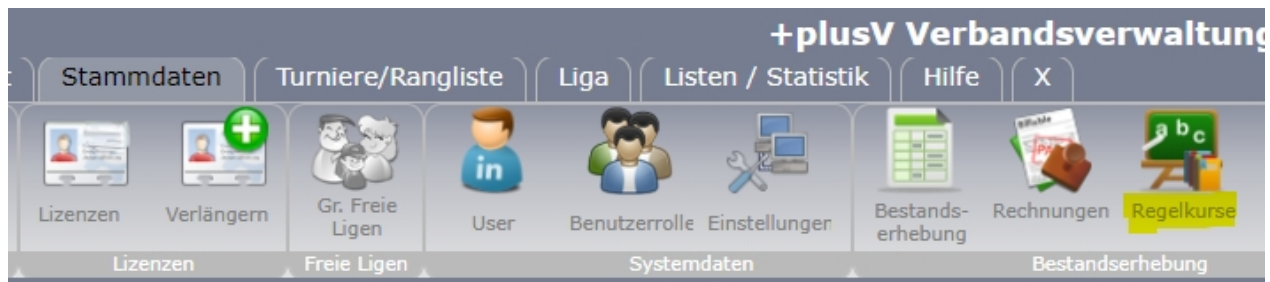 +plusV Verbandsverwaltung
Stammdaten Turniere/Rangliste Liga Listen / Statistik Hilfe X
in
a b c
Lizenzen Verlängern Gr. Freie Ligen User Benutzerrolle Einstellungen Bestands-erhebung Rechnungen Regelkurse
Lizenzen Freie Ligen Systemdaten Bestandserhebung